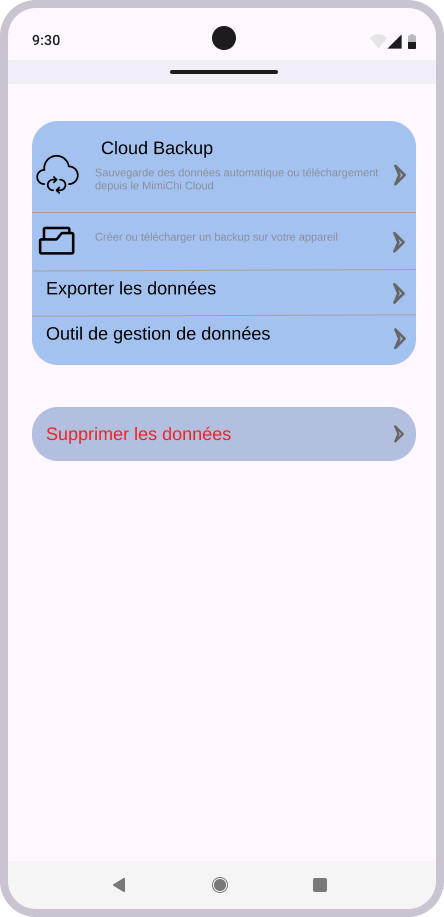 9:30
Cloud Backup
Sauvegarde des données automatique ou téléchargement
depuis le MimiChi Cloud
Créer ou télécharger un backup sur votre appareil
Exporter les données
Outil de gestion de données
Supprimer les données